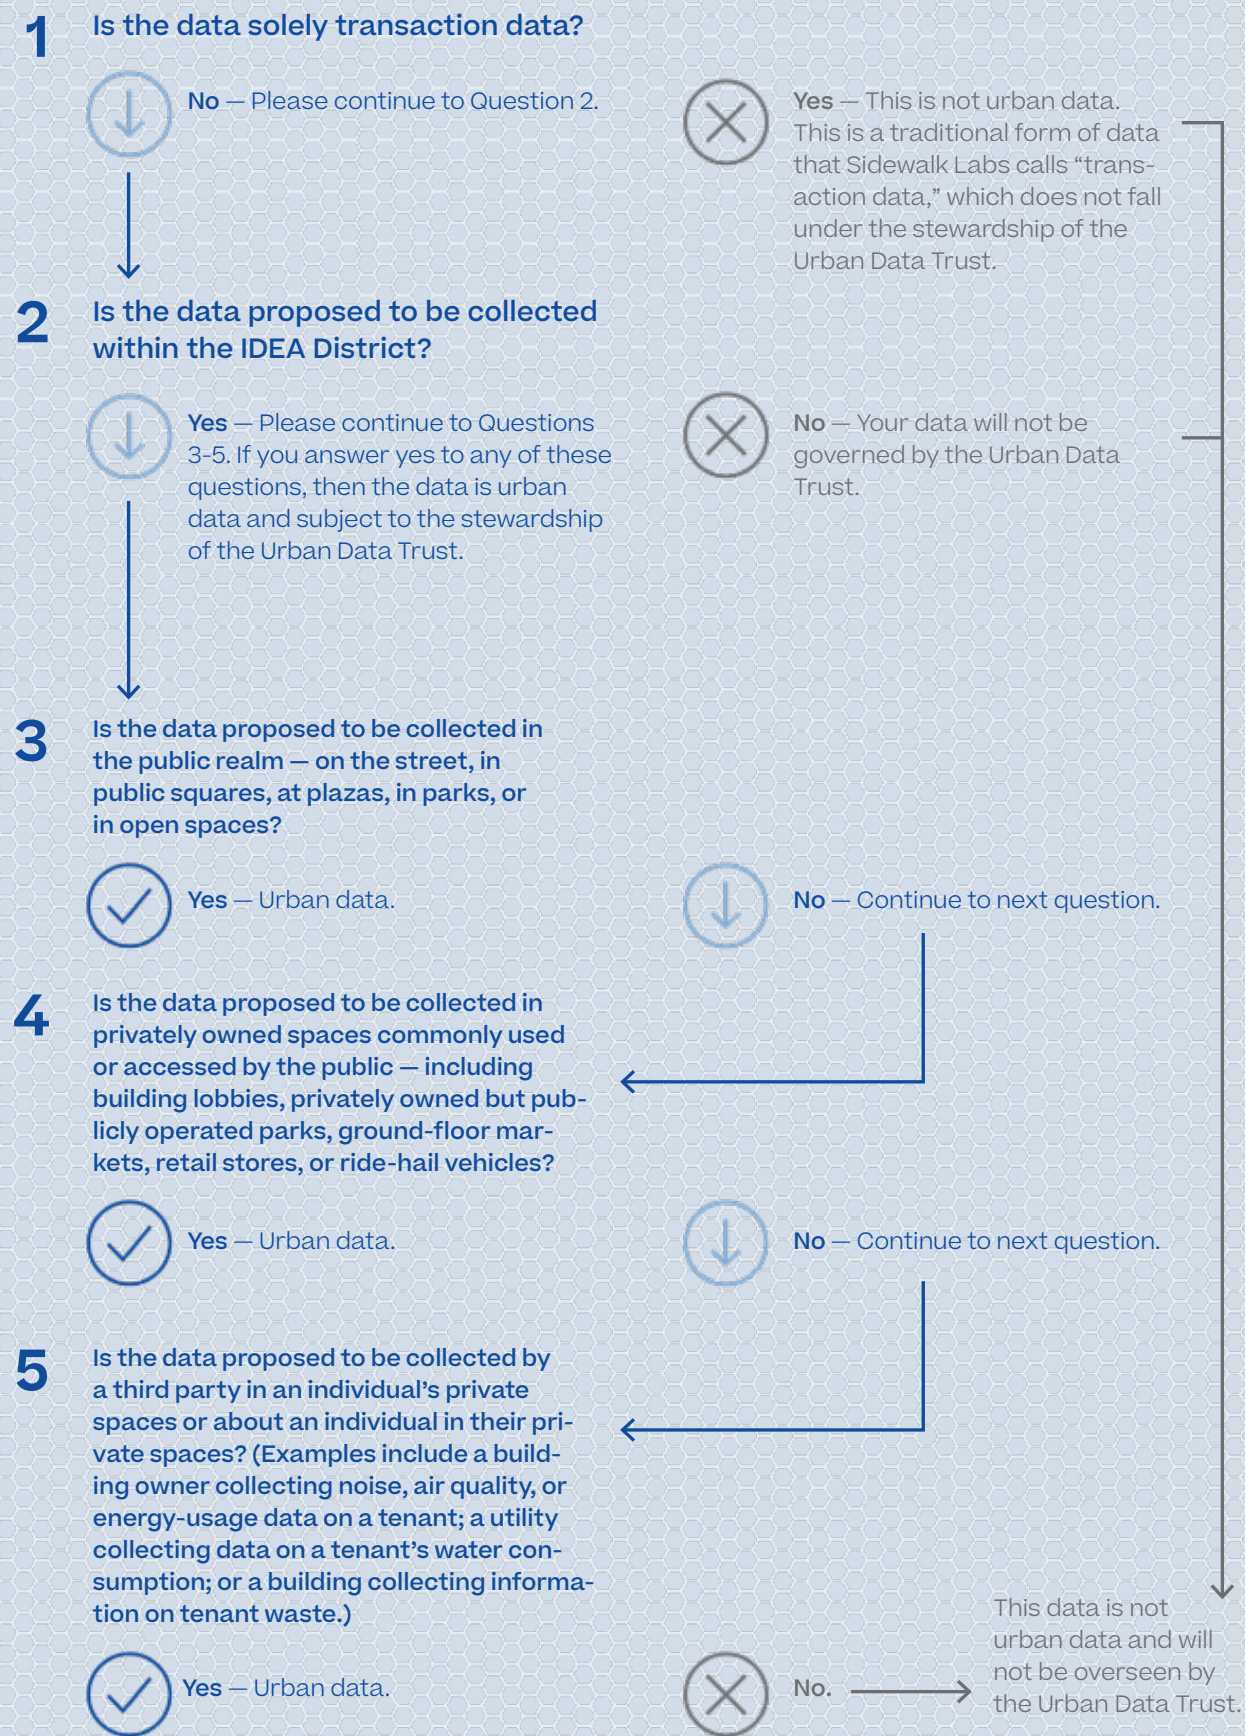 1
Is the data solely transaction data?
No — Please continue to Question 2.
Yes — This is not urban data.
This is a traditional form of data
that Sidewalk Labs calls “trans-
action data,” which does not fall
under the stewardship of the
Urban Data Trust.
2
Is the data proposed to be collected
within the IDEA District?
Yes — Please continue to Questions
3-5. If you answer yes to any of these
questions, then the data is urban
data and subject to the stewardship
of the Urban Data Trust.
No — Your data will not be
governed by the Urban Data
Trust.
3
Is the data proposed to be collected in
the public realm — on the street, in
public squares, at plazas, in parks, or
in open spaces?
Yes — Urban data.
No — Continue to next question.
4
Is the data proposed to be collected in
privately owned spaces commonly used
or accessed by the public — including
building lobbies, privately owned but pub-
licly operated parks, ground-floor mar-
kets, retail stores, or ride-hail vehicles?
Yes — Urban data.
No — Continue to next question.
5
Is the data proposed to be collected by
a third party in an individual’s private
spaces or about an individual in their pri-
vate spaces? (Examples include a build-
ing owner collecting noise, air quality, or
energy-usage data on a tenant; a utility
collecting data on a tenant’s water con-
sumption; or a building collecting informa-
tion on tenant waste.)
Yes — Urban data.
No.
This data is not
urban data and will
not be overseen by
the Urban Data Trust.